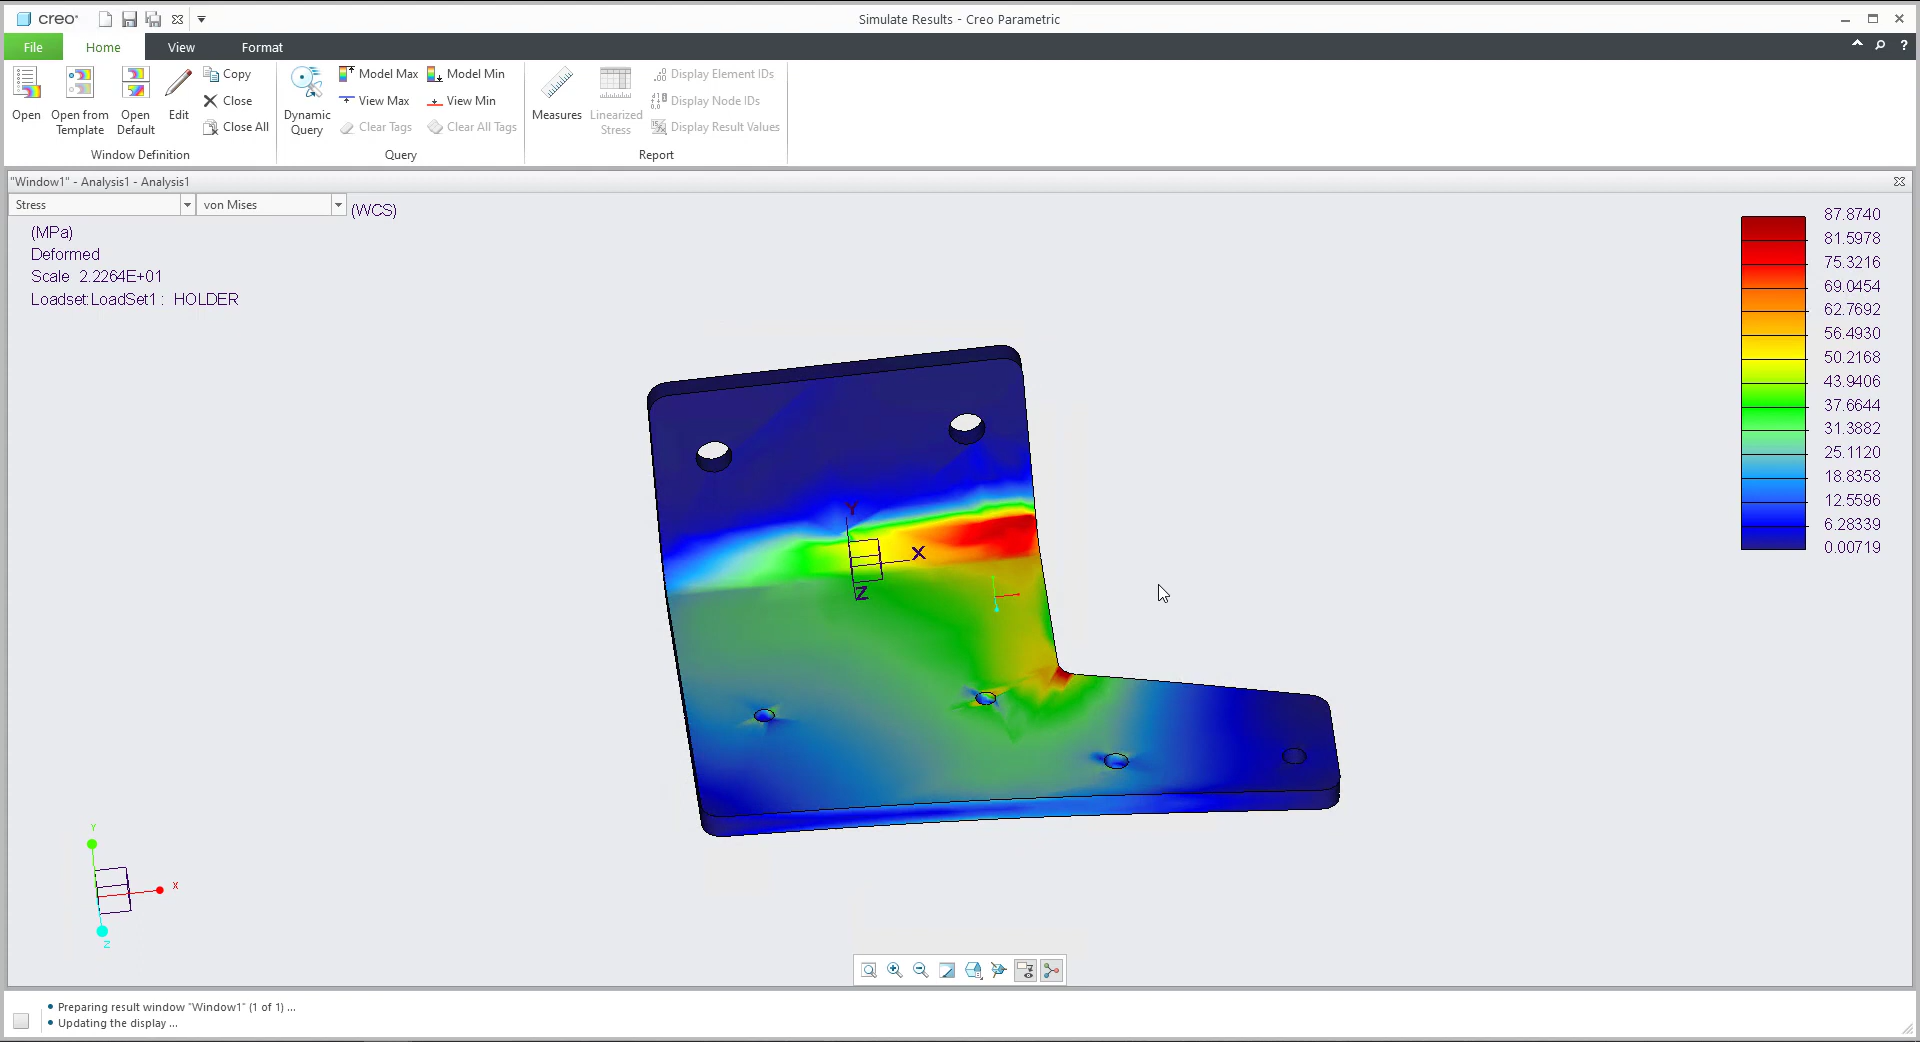 creo®
Simulate Results - Creo Parametric
File
Home
View
Format
?
Open
Open from
Template
Open
Default
Edit
Copy
Close
Close All
Window Definition
Dynamic
Query
Model Max
View Max
Clear Tags
Model Min
View Min
Clear All Tags
Query
Measures
Linearized
Stress
Display Element IDs
Display Node IDs
Display Result Values
Report
"Window1" - Analysis1 - Analysis1
Stress
von Mises
(WCS)
(MPa)
Deformed
Scale 2.2264E+01
Loadset:LoadSet1 : HOLDER
87.8740
81.5978
75.3216
69.0454
62.7692
56.4930
50.2168
43.9406
37.6644
31.3882
25.1120
18.8358
12.5596
6.28339
0.00719
Y
X
Z
Y
X
Z
Preparing result window "Window1" (1 of 1) ...
Updating the display ...